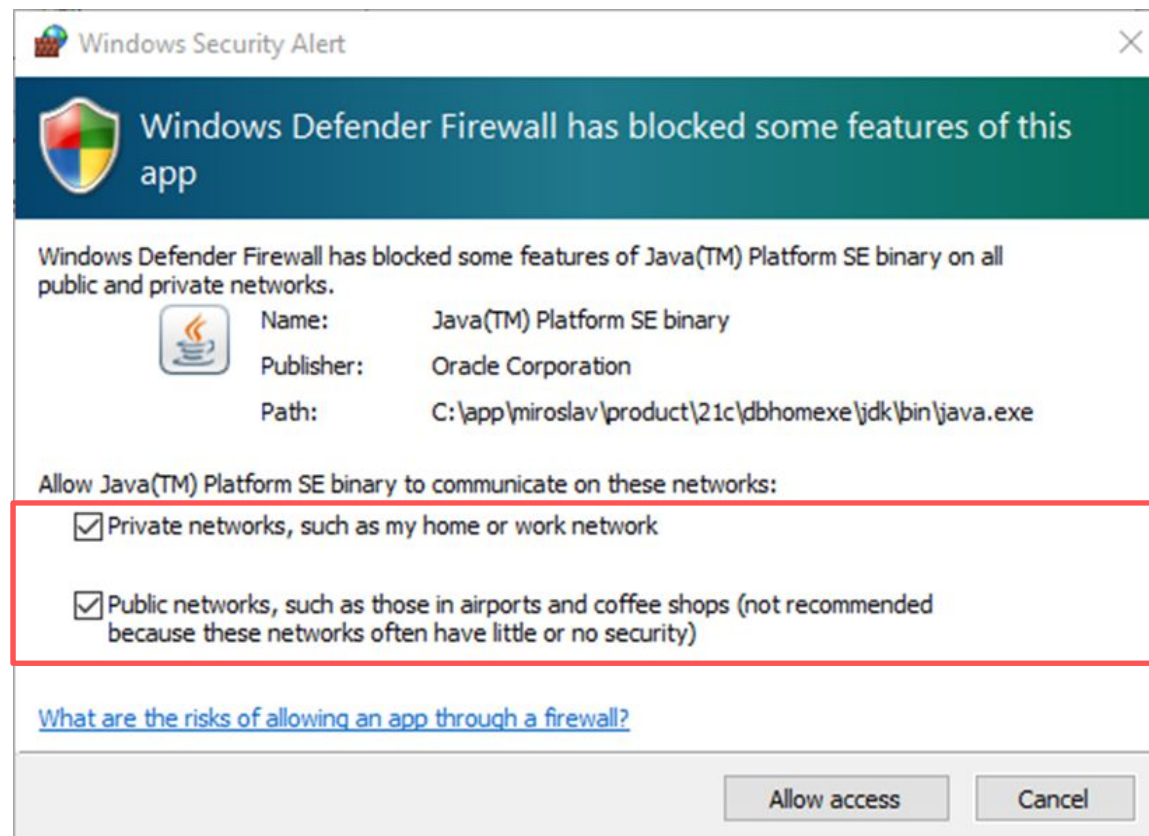 Windows Security Alert
Windows Defender Firewall has blocked some features of this
app
Windows Defender Firewall has blocked some features of Java(TM) Platform SE binary on all
public and private networks.
Name: Java(TM) Platform SE binary
Publisher: Oracle Corporation
Path: C:\app\miroslav\product\21c\dbhomexe\jdk\bin\java.exe
Allow Java(TM) Platform SE binary to communicate on these networks:
Private networks, such as my home or work network
Public networks, such as those in airports and coffee shops (not recommended
because these networks often have little or no security)
What are the risks of allowing an app through a firewall?
Allow access Cancel